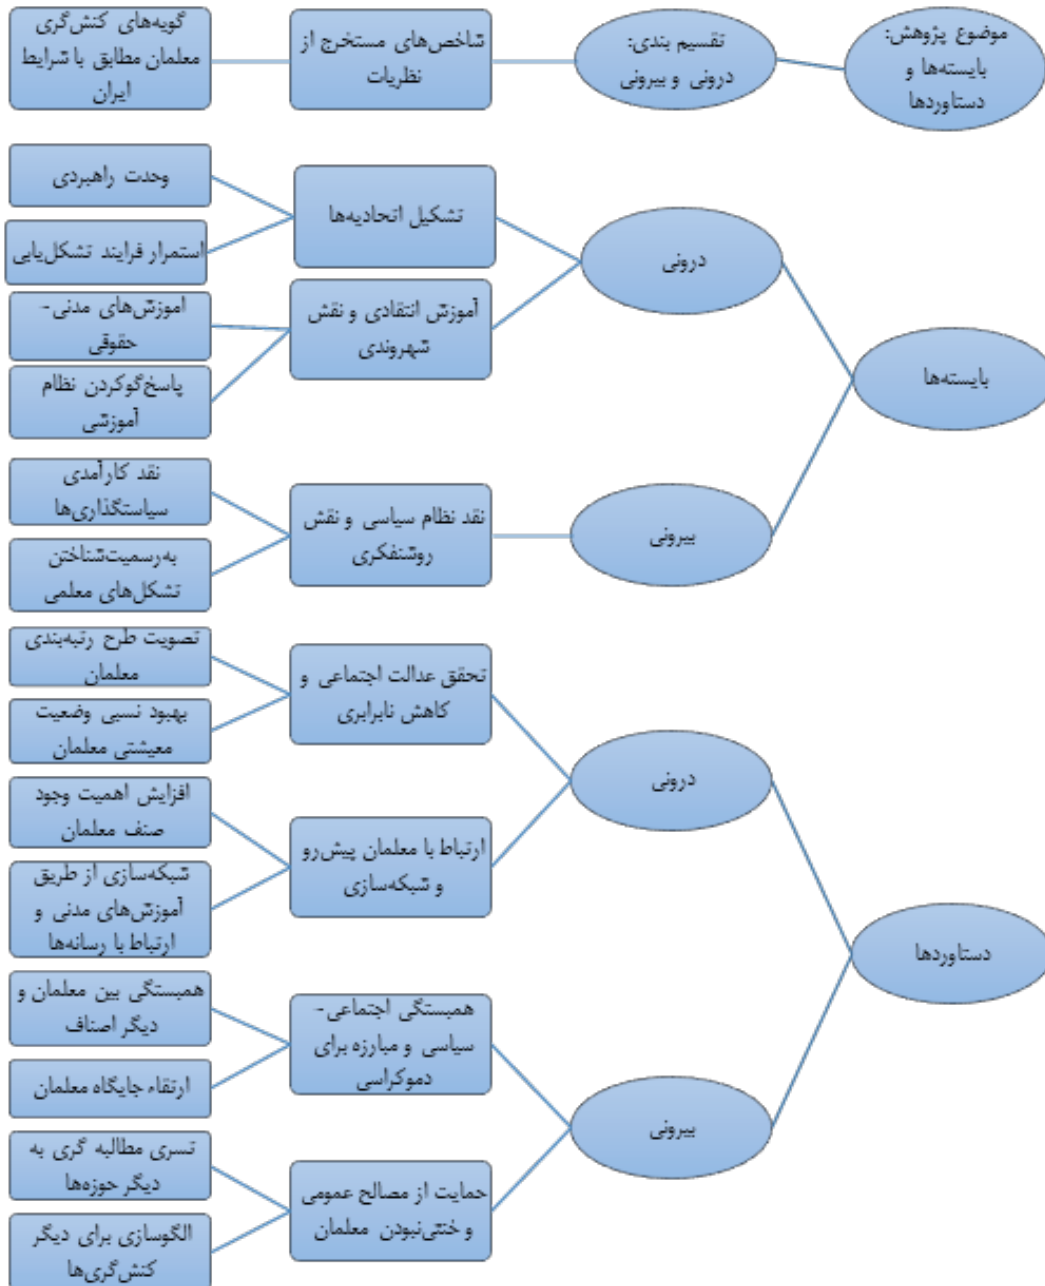 موضوع پژوهش:
بایسته‌ها و
دستاوردها
تقسیم بندی:
درونی و بیرونی
شاخص‌های مستخرج از
نظریات
گویه‌های کنش‌گری
معلمان مطابق با شرایط
ایران
بایسته‌ها
درونی
تشکیل اتحادیه‌ها
وحدت راهبردی
استمرار فرایند تشکل‌یابی
آموزش انتقادی و نقش
شهروندی
اموزش‌های مدنی-
حقوقی
پاسخ‌گوکردن نظام
آموزشی
بیرونی
نقد نظام سیاسی و نقش
روشنفکری
نقد کارآمدی
سیاستگذاری‌ها
به‌رسمیت‌شناختن
تشکل‌های معلمی
دستاوردها
درونی
تحقق عدالت اجتماعی و
کاهش نابرابری
تصویت طرح رتبه‌بندی
معلمان
بهبود نسبی وضعیت
معیشتی معلمان
ارتباط با معلمان پیش‌رو
و شبکه‌سازی
افزایش اهمیت وجود
صنف معلمان
شبکه‌سازی از طریق
آموزش‌های مدنی و
ارتباط با رسانه‌ها
بیرونی
همبستگی اجتماعی-
سیاسی و مبارزه برای
دموکراسی
همبستگی بین معلمان و
دیگر اصناف
ارتقاء جایگاه معلمان
حمایت از مصالح عمومی
و خنثی‌نبودن معلمان
تسری مطالبه گری به
دیگر حوزه‌ها
الگوسازی برای دیگر
کنش‌گری‌ها